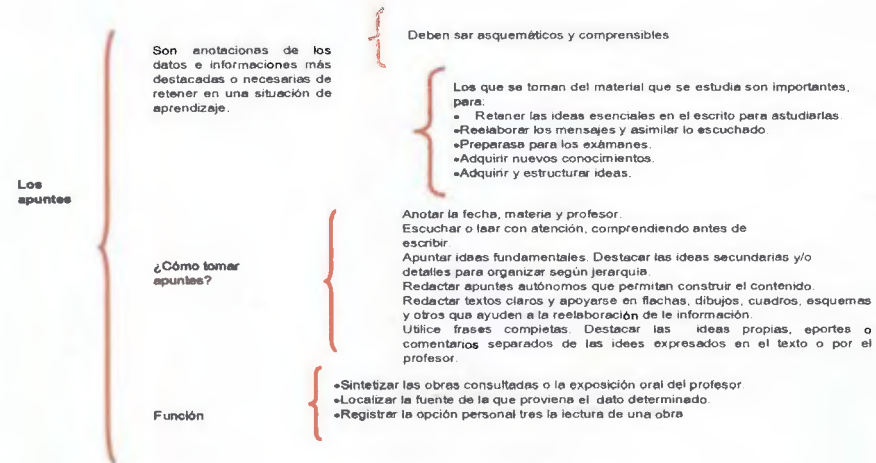 Deben sar asquemáticos y comprensibles
Son anotacionas de los
datos e informaciones más
destacadas o necesarias de
retener en una situación de
aprendizaje.
Los que sa toman del material que se estudia son importantes,
para:
• Retaner las ideas esenciales en el escrito para astudiarlas.
•Reelaborar los mensajes y asimilar lo escuchado.
•Preparasa para los exámanes.
•Adquirir nuevos conocimientos.
•Adquirir y estructurar ideas.
Los
apuntes
¿Cómo tomar
apuntes?
Anotar la fecha, materia y profesor.
Escuchar o laar con atención, comprendiendo antes de
escribir.
Apuntar idaas fundamentales. Destacar las ideas secundarias y/o
detalles para organizar según jerarquía.
Redactar apuntes autónomos que permitan construir el contenido.
Redactar textos claros y apoyarse en flachas, dibujos, cuadros, esquemas
y otros qua ayuden a la reelaboración de le información.
Utilice frases completas. Destacar las ideas propias, eportes o
comentarios separados de las idees expresados en el texto o por el
profesor.
Función
•Sintetizar las obras consultadas o la exposición oral del profesor.
•Localizar la fuente de la que proviena el dato determinado.
•Registrar la opción personal tres la lectura de una obra